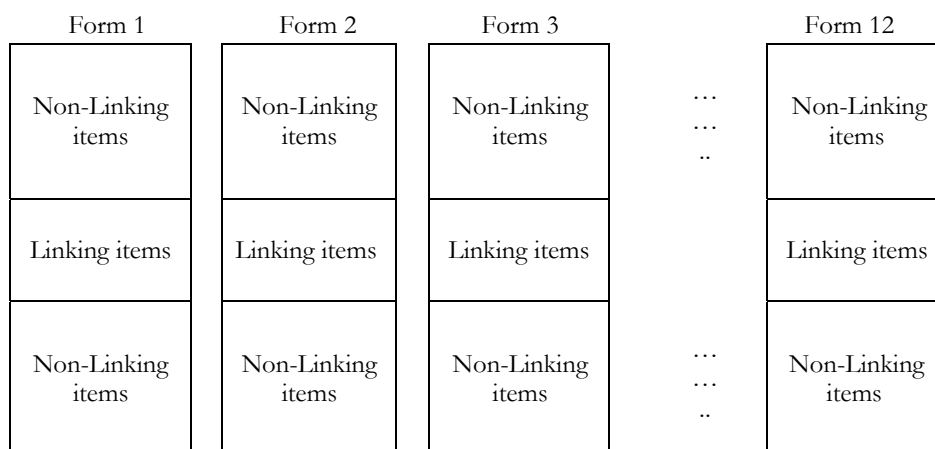 Form 1 Form 2 Form 3 Form 12
Non-Linking items Non-Linking items Non-Linking items … Non-Linking items
…
..
Linking items Linking items Linking items Linking items
Non-Linking items Non-Linking items Non-Linking items … Non-Linking items
…
..